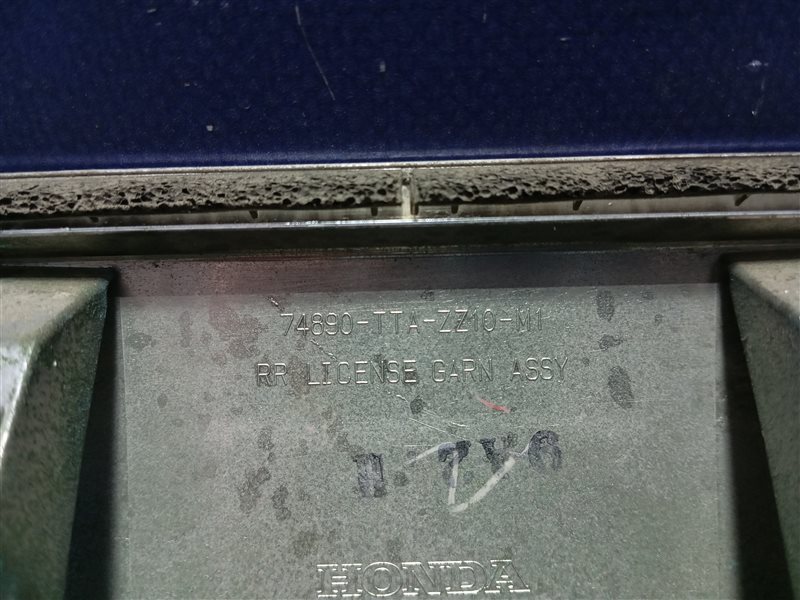 74890-TTA-ZZ10-M1
RR LICENSE GARN ASSY
HONDA